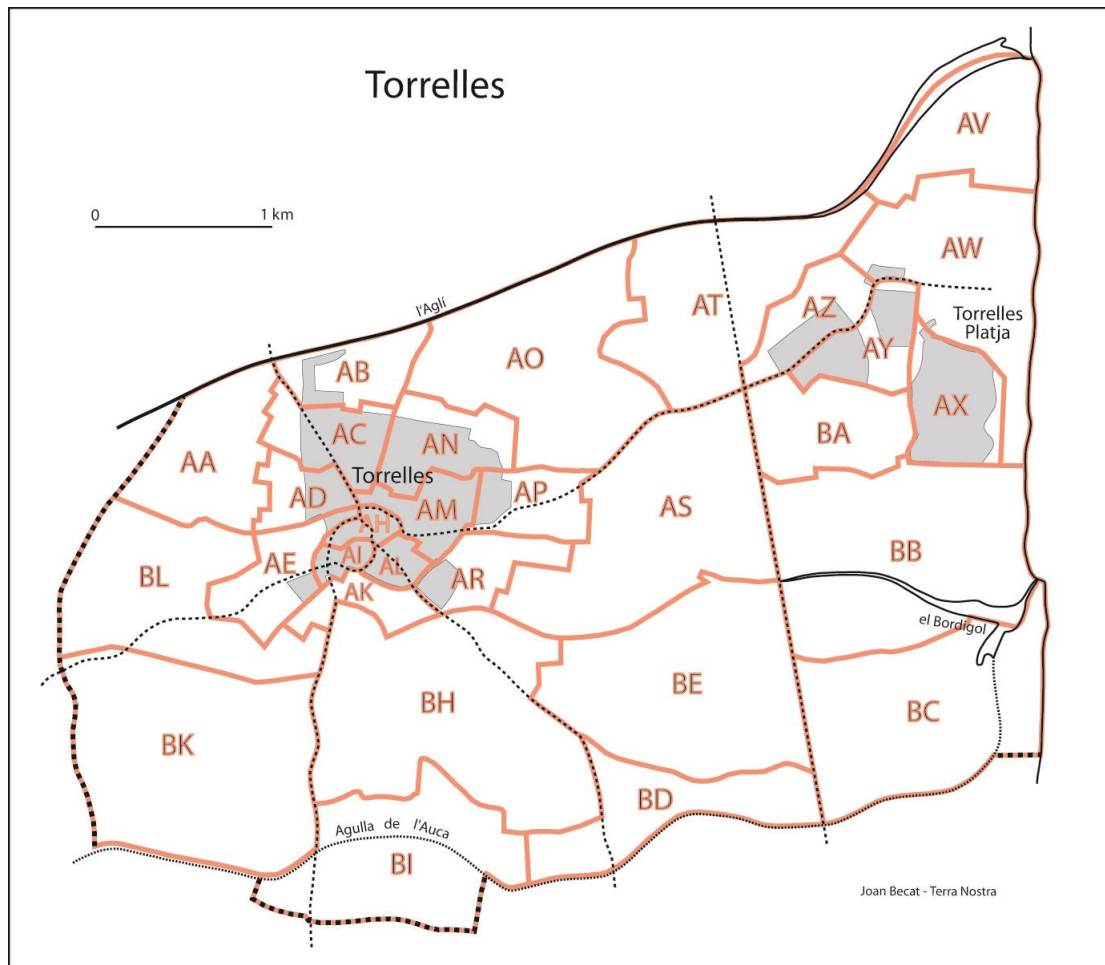 Torrelles
0 1 km
l'Aglí
AV
AW
AT
AZ
Torrelles
Platja
AY
AO
AB
AX
AC
AN
BA
AA
Torrelles
AD
AP
AM
AS
AH
BB
AI
AE
AL
AR
BL
AK
el Bordigol
BE
BH
BC
BK
BD
Agulla de l'Auca
BI
Joan Becat - Terra Nostra